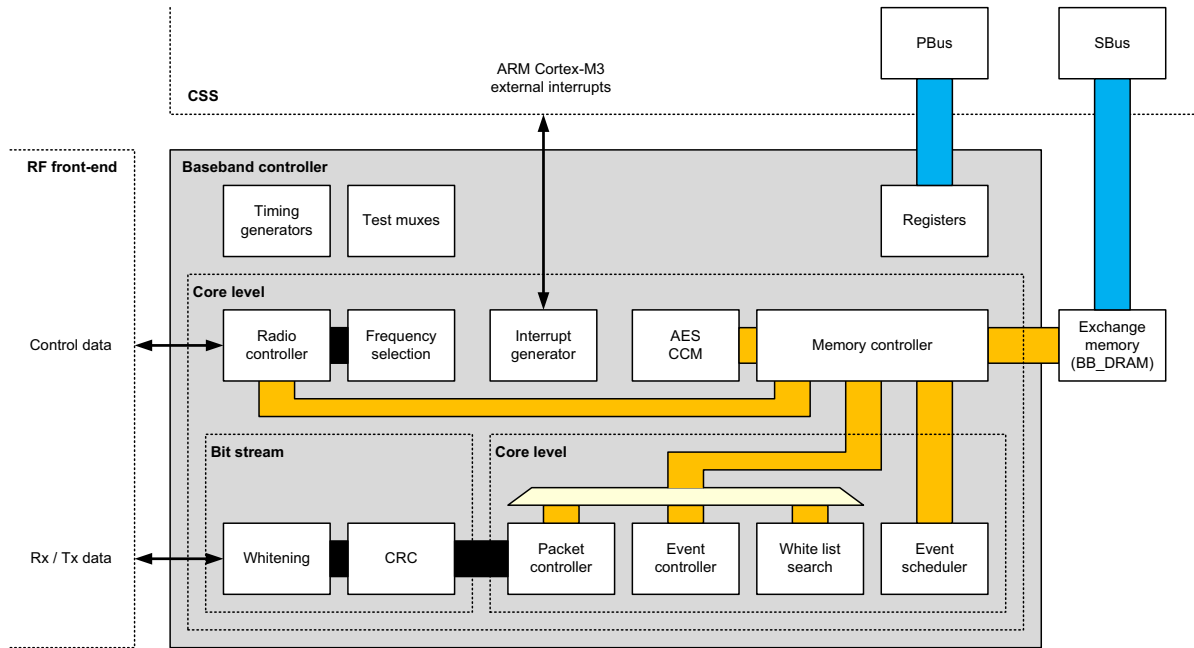 PBus
SBus
ARM Cortex-M3
external interrupts
CSS
RF front-end
Baseband controller
Timing
generators
Test muxes
Registers
Core level
Control data
Radio
controller
Frequency
selection
Interrupt
generator
AES
CCM
Memory controller
Exchange
memory
(BB_DRAM)
Bit stream
Core level
Rx / Tx data
Whitening
CRC
Packet
controller
Event
controller
White list
search
Event
scheduler